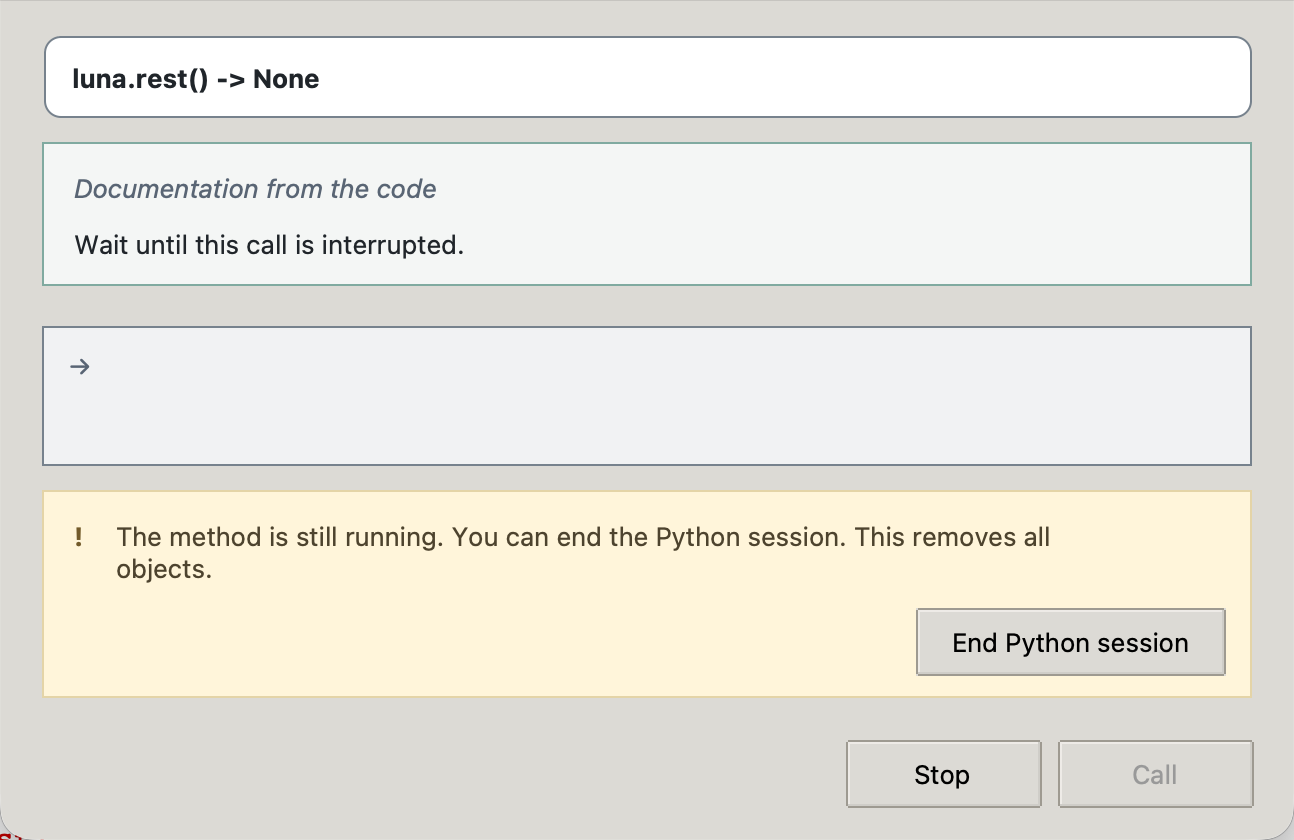 luna.rest() -> None
Documentation from the code
Wait until this call is interrupted.
→
! The method is still running. You can end the Python session. This removes all
objects.
End Python session
Stop Call